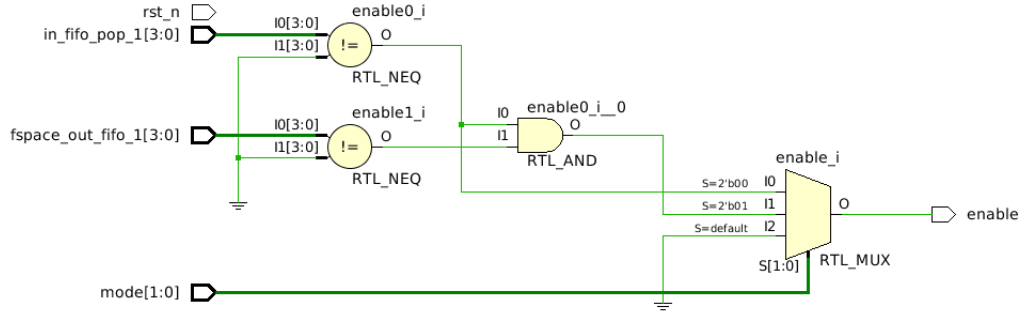 rst_n
enable0_i
in_fifo_pop_1[3:0]
I0[3:0]
I1[3:0]
!=
O
RTL_NEQ
enable1_i
fspace_out_fifo_1[3:0]
I0[3:0]
I1[3:0]
!=
O
RTL_NEQ
enable0_i__0
I0
I1
O
RTL_AND
enable_i
S=2'b00
I0
S=2'b01
I1
S=default
I2
O
enable
S[1:0]
RTL_MUX
mode[1:0]